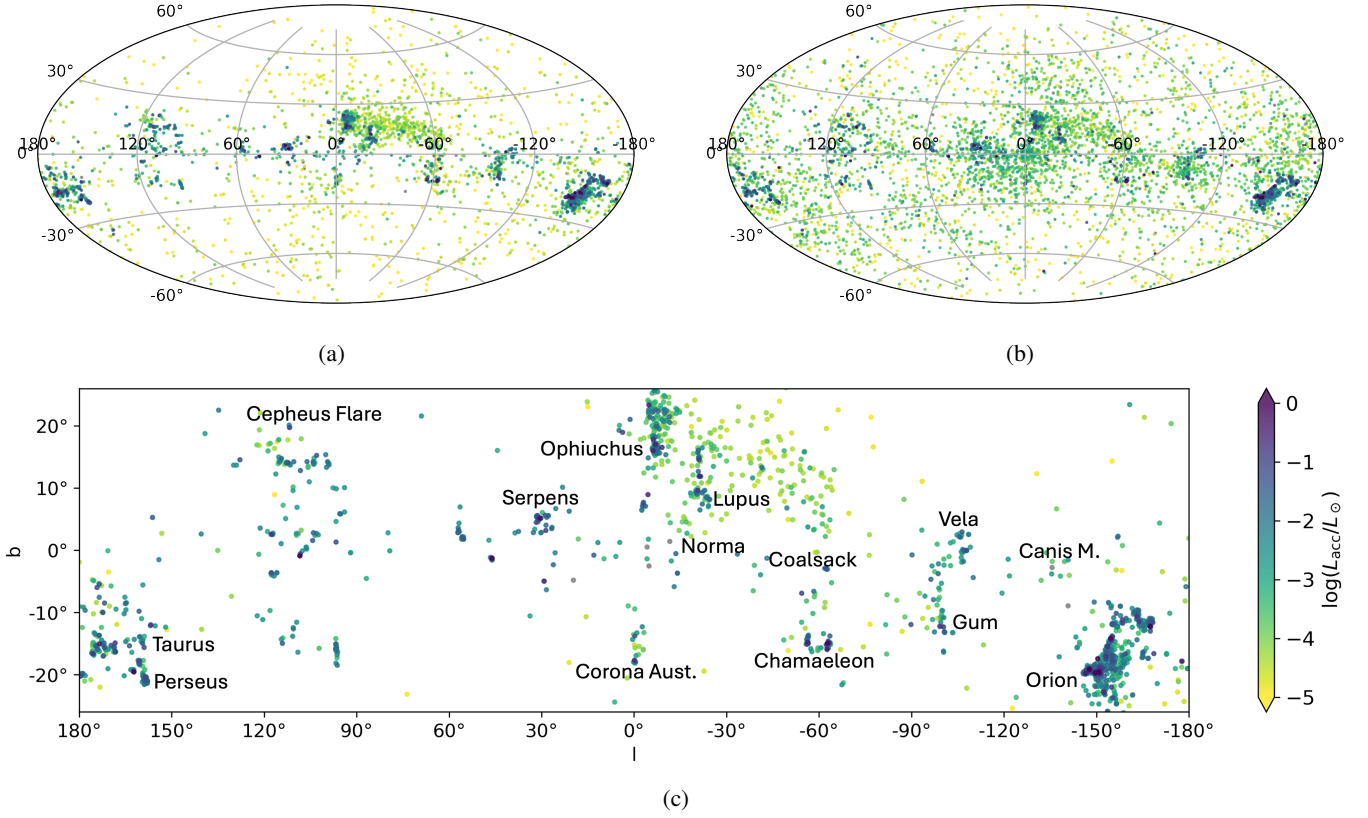 60°
30°
180° 120° 60° 0° -60° -120° -180°
0°
-30°
-60°
(a)
60°
30°
180° 120° 60° 0° -60° -120° -180°
0°
-30°
-60°
(b)
b
20°
10°
0°
-10°
-20°
Cepheus Flare
Ophiuchus
Serpens
Lupus
Norma
Coalsack
Vela
Canis M.
Gum
Taurus
Perseus
Corona Aust.
Chamaeleon
Orion
180° 150° 120° 90° 60° 30° 0° -30° -60° -90° -120° -150° -180°
l
0
−1
−2
−3
−4
−5
log(L_acc/L_⊙)
(c)